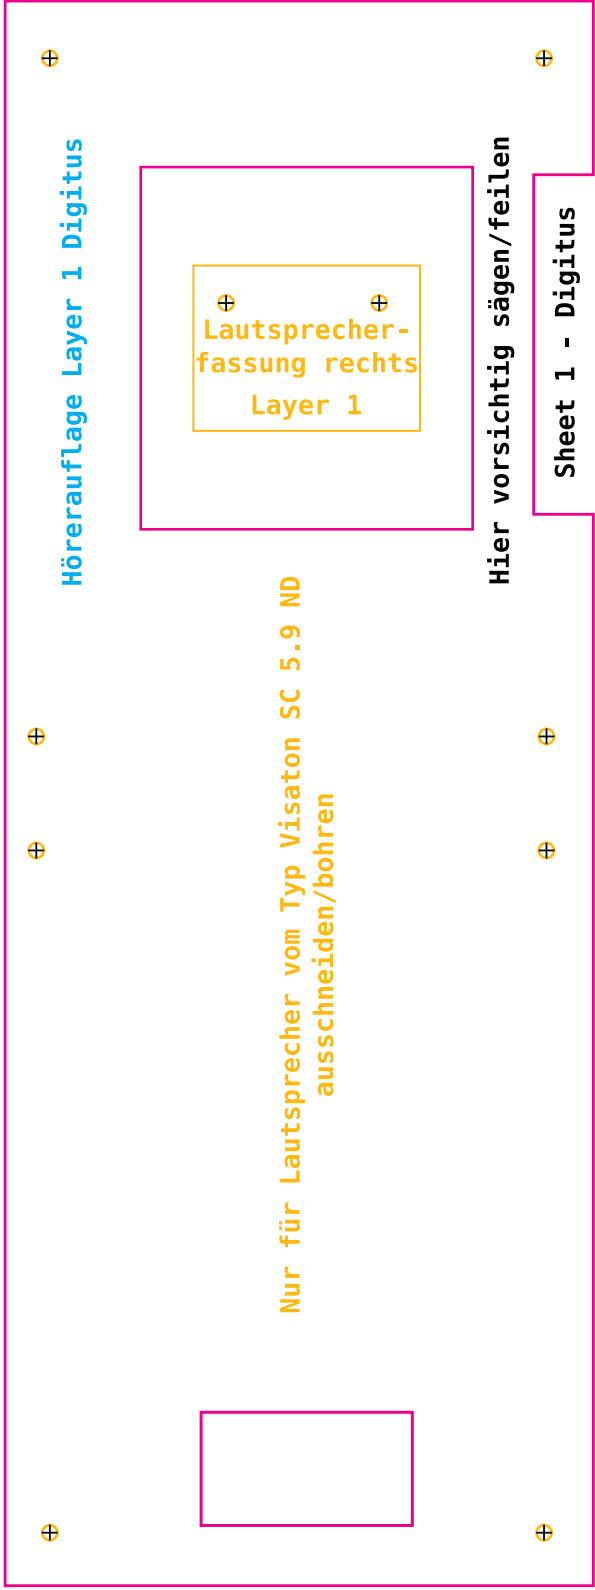 Hörerauflage Layer 1 Digitus
Lautsprecher-
fassung rechts
Layer 1
Hier vorsichtig sägen/feilen
Sheet 1 - Digitus
Nur für Lautsprecher vom Typ Visaton SC 5.9 ND
ausschneiden/bohren